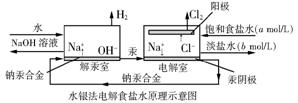 H₂
Cl₂
阳极
水
饱和食盐水(a mol/L)
NaOH 溶液
Na⁺
OH⁻
Na⁺
Cl⁻
淡盐水(b mol/L)
解汞室
汞
电解室
钠汞合金
钠汞合金
汞阴极
水银法电解食盐水原理示意图